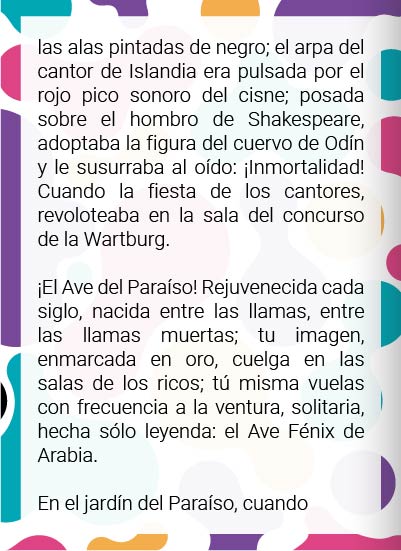 las alas pintadas de negro; el arpa del
cantor de Islandia era pulsada por el
rojo pico sonoro del cisne; posada
sobre el hombro de Shakespeare,
adoptaba la figura del cuervo de Odín
y le susurraba al oído: ¡Inmortalidad!
Cuando la fiesta de los cantores,
revoloteaba en la sala del concurso
de la Wartburg.
¡El Ave del Paraíso! Rejuvenecida cada
siglo, nacida entre las llamas, entre
las llamas muertas; tu imagen,
enmarcada en oro, cuelga en las
salas de los ricos; tú misma vuelas
con frecuencia a la ventura, solitaria,
hecha sólo leyenda: el Ave Fénix de
Arabia.
En el jardín del Paraíso, cuando